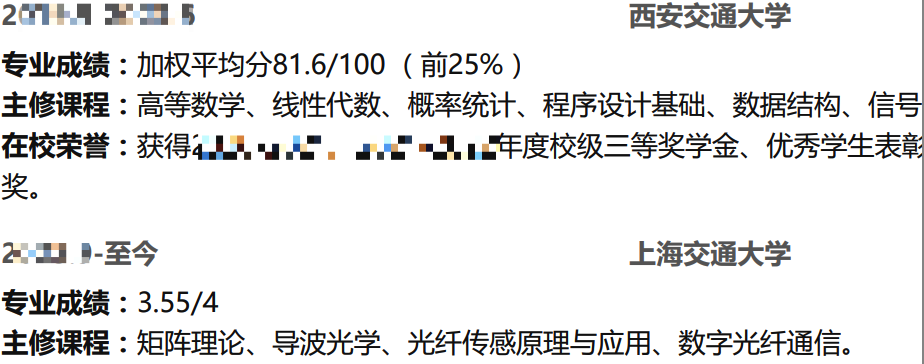 西安交通大学
专业成绩：加权平均分81.6/100（前25%）
主修课程：高等数学、线性代数、概率统计、程序设计基础、数据结构、信号
在校荣誉：获得 年度校级三等奖学金、优秀学生表彰
奖。
-至今 上海交通大学
专业成绩：3.55/4
主修课程：矩阵理论、导波光学、光纤传感原理与应用、数字光纤通信。